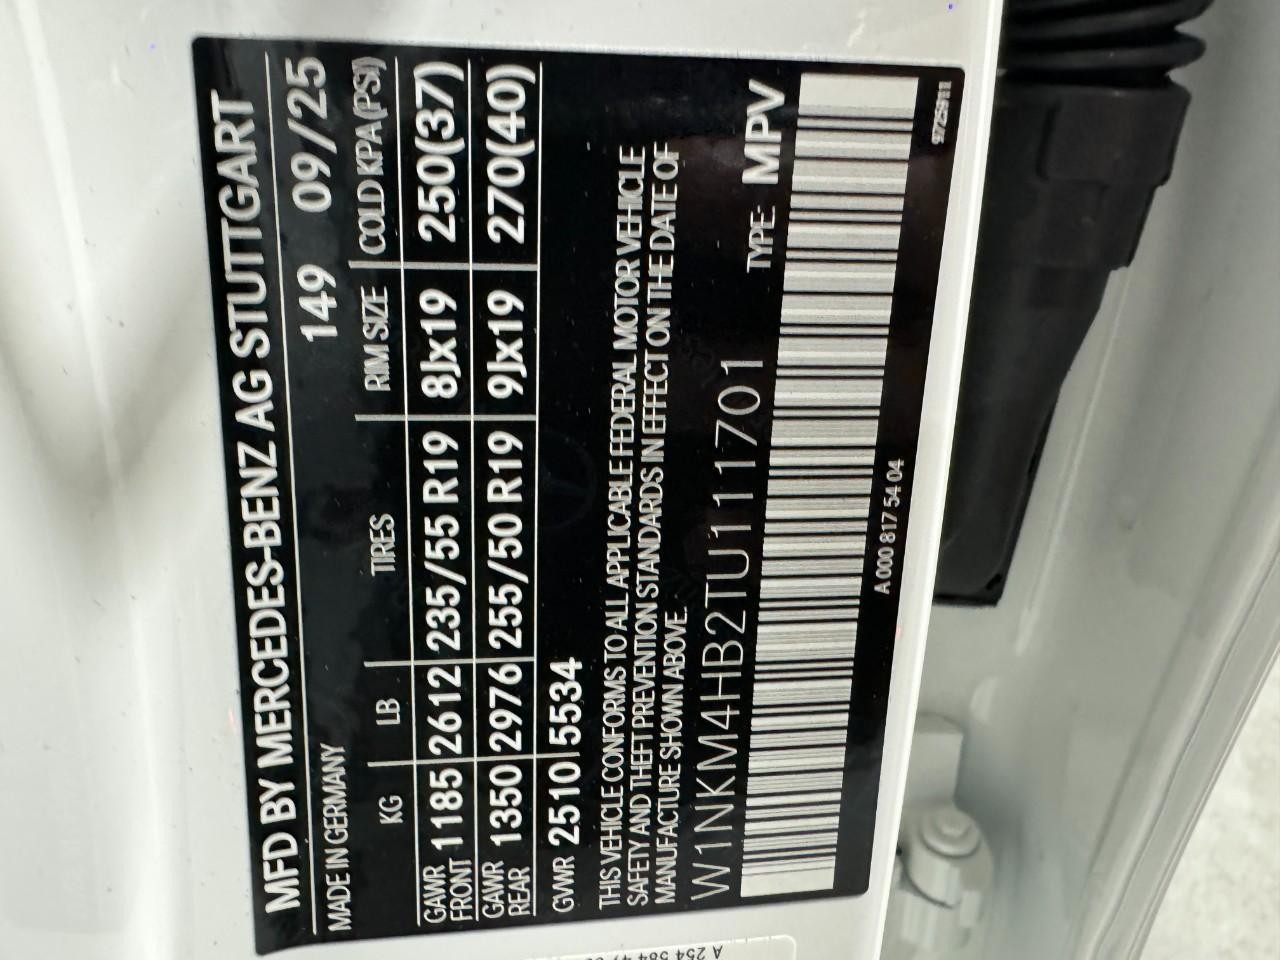 MFD BY MERCEDES-BENZ AG STUTTGART
MADE IN GERMANY 149 09/25
KG LB TIRES RIM SIZE COLD KPA (PSI)
GAWR FRONT 1185 2612 235/55 R19 8Jx19 250(37)
GAWR REAR 1350 2976 255/50 R19 9Jx19 270(40)
GVWR 2510 5534
THIS VEHICLE CONFORMS TO ALL APPLICABLE FEDERAL MOTOR VEHICLE
SAFETY AND THEFT PREVENTION STANDARDS IN EFFECT ON THE DATE OF
MANUFACTURE SHOWN ABOVE.
W1NKM4HB2TU111701 TYPE: MPV
A 000 817 54 04
A 254 584